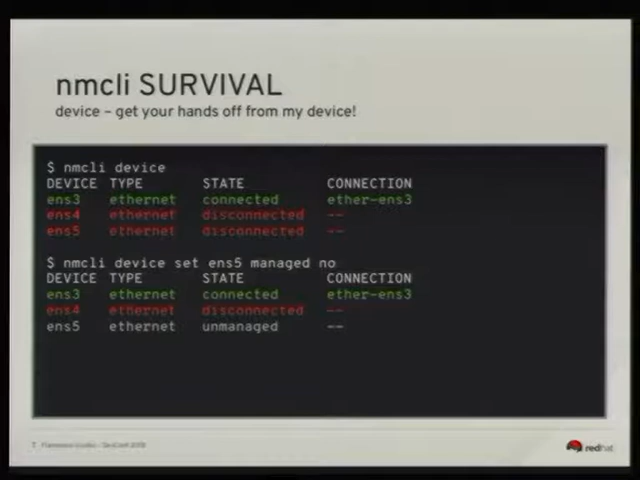 nmcli SURVIVAL
device – get your hands off from my device!
$ nmcli device
DEVICE TYPE STATE CONNECTION
ens3 ethernet connected ether-ens3
ens4 ethernet disconnected --
ens5 ethernet disconnected --
$ nmcli device set ens5 managed no
DEVICE TYPE STATE CONNECTION
ens3 ethernet connected ether-ens3
ens4 ethernet disconnected --
ens5 ethernet unmanaged --
redhat